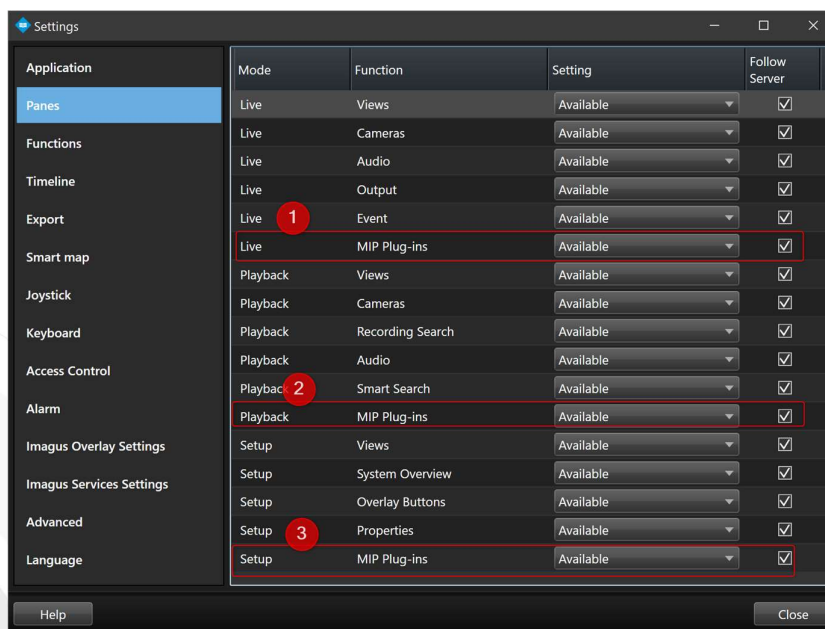 Settings
Application
Panes
Functions
Timeline
Export
Smart map
Joystick
Keyboard
Access Control
Alarm
Imagus Overlay Settings
Imagus Services Settings
Advanced
Language
Mode Function Setting Follow Server
Live Views Available
Live Cameras Available
Live Audio Available
Live Output Available
Live 1 Event Available
Live MIP Plug-ins Available
Playback Views Available
Playback Cameras Available
Playback Recording Search Available
Playback Audio Available
Playback 2 Smart Search Available
Playback MIP Plug-ins Available
Setup Views Available
Setup System Overview Available
Setup Overlay Buttons Available
Setup 3 Properties Available
Setup MIP Plug-ins Available
Help Close